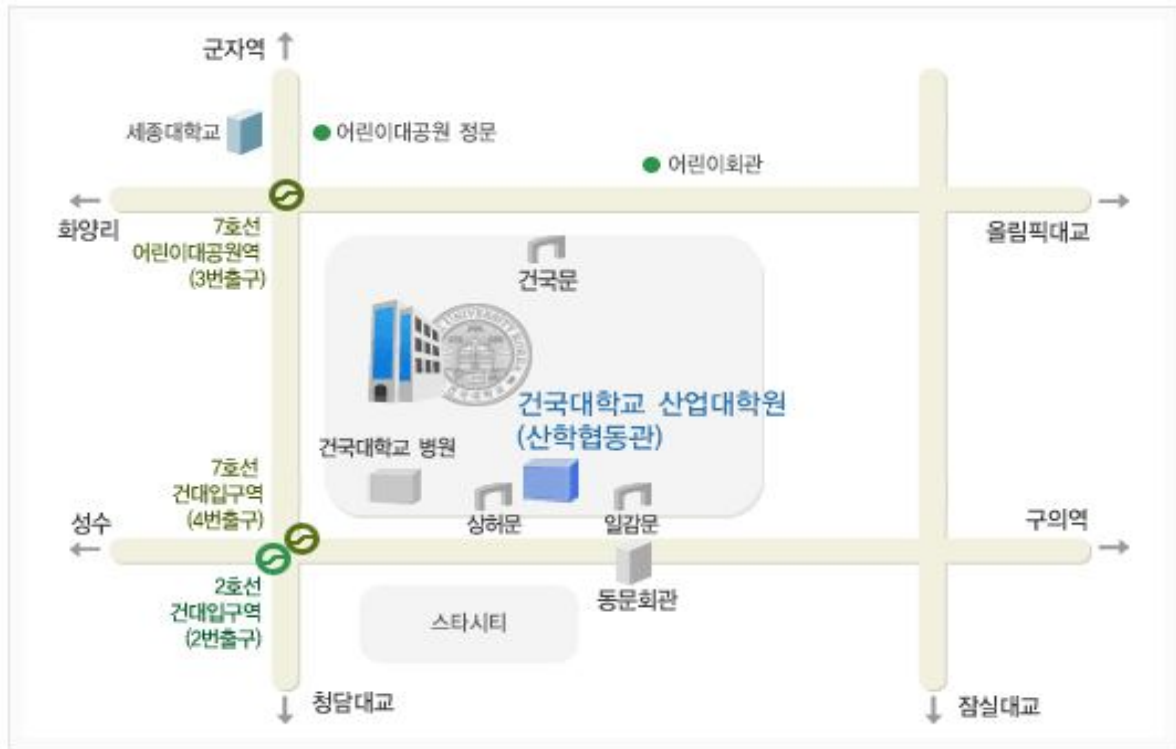 군자역
세종대학교
어린이대공원 정문
어린이회관
화양리
7호선
어린이대공원역
(3번출구)
올림픽대교
건국문
UNIVERSITY KOREA
건국대학교 산업대학원
(산학협동관)
건국대학교 병원
7호선
건대입구역
(4번출구)
성수
상허문
일감문
구의역
2호선
건대입구역
(2번출구)
스타시티
동문회관
청담대교
잠실대교